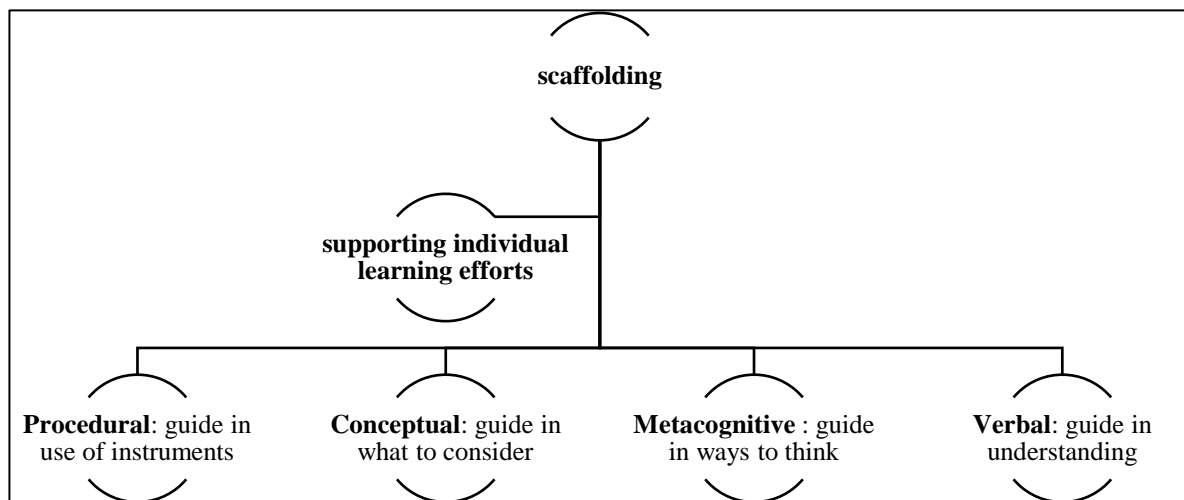 scaffolding
supporting individual
learning efforts
Procedural: guide in
use of instruments
Conceptual: guide in
what to consider
Metacognitive : guide
in ways to think
Verbal: guide in
understanding